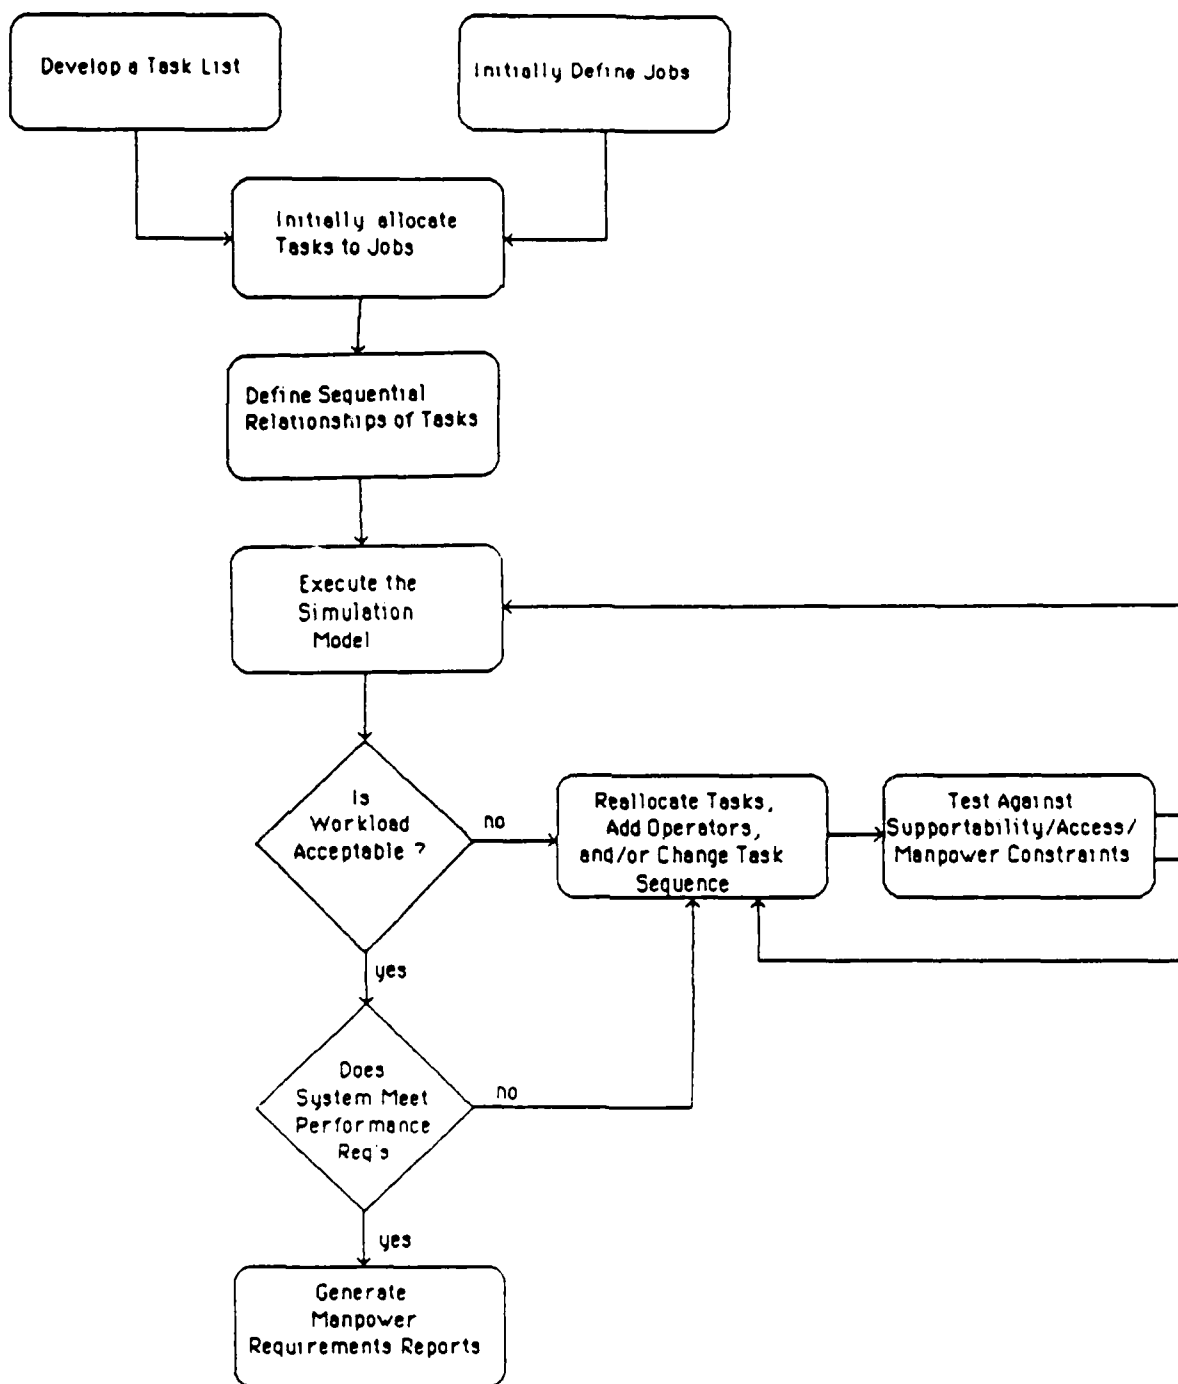 Develop a Task List
Initially Define Jobs
Initially allocate
Tasks to Jobs
Define Sequential
Relationships of Tasks
Execute the
Simulation
Model
Is
Workload
Acceptable ?
no
Reallocate Tasks,
Add Operators,
and/or Change Task
Sequence
Test Against
Supportability/Access/
Manpower Constraints
yes
Does
System Meet
Performance
Req's
no
yes
Generate
Manpower
Requirements Reports